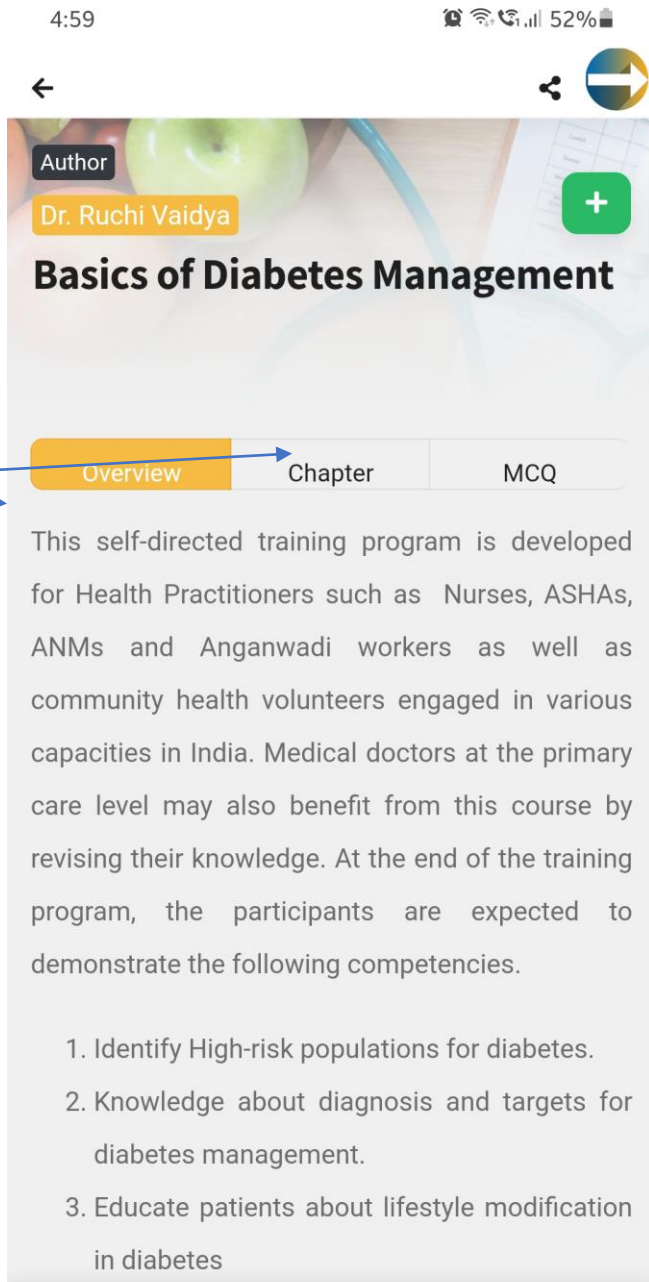 4:59
52%
Author
Dr. Ruchi Vaidya
Basics of Diabetes Management
Overview Chapter MCQ
This self-directed training program is developed
for Health Practitioners such as Nurses, ASHAs,
ANMs and Anganwadi workers as well as
community health volunteers engaged in various
capacities in India. Medical doctors at the primary
care level may also benefit from this course by
revising their knowledge. At the end of the training
program, the participants are expected to
demonstrate the following competencies.
1. Identify High-risk populations for diabetes.
2. Knowledge about diagnosis and targets for
diabetes management.
3. Educate patients about lifestyle modification
in diabetes